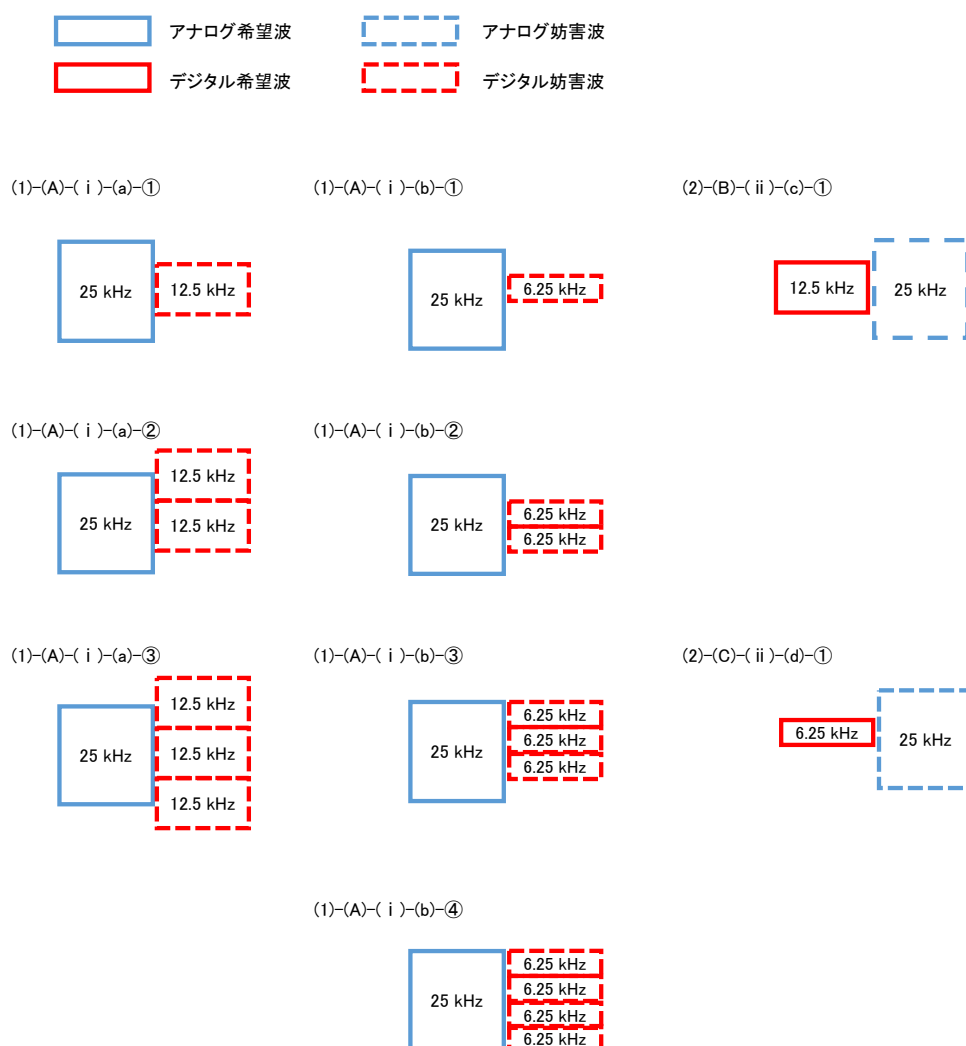 アナログ希望波
アナログ妨害波
デジタル希望波
デジタル妨害波
(1)-(A)-(ⅰ)-(a)-①
(1)-(A)-(ⅰ)-(b)-①
(2)-(B)-(ⅱ)-(c)-①
25 kHz
12.5 kHz
25 kHz
6.25 kHz
12.5 kHz
25 kHz
(1)-(A)-(ⅰ)-(a)-②
(1)-(A)-(ⅰ)-(b)-②
25 kHz
12.5 kHz
12.5 kHz
25 kHz
6.25 kHz
6.25 kHz
(1)-(A)-(ⅰ)-(a)-③
(1)-(A)-(ⅰ)-(b)-③
(2)-(C)-(ⅱ)-(d)-①
25 kHz
12.5 kHz
12.5 kHz
12.5 kHz
25 kHz
6.25 kHz
6.25 kHz
6.25 kHz
6.25 kHz
25 kHz
(1)-(A)-(ⅰ)-(b)-④
25 kHz
6.25 kHz
6.25 kHz
6.25 kHz
6.25 kHz